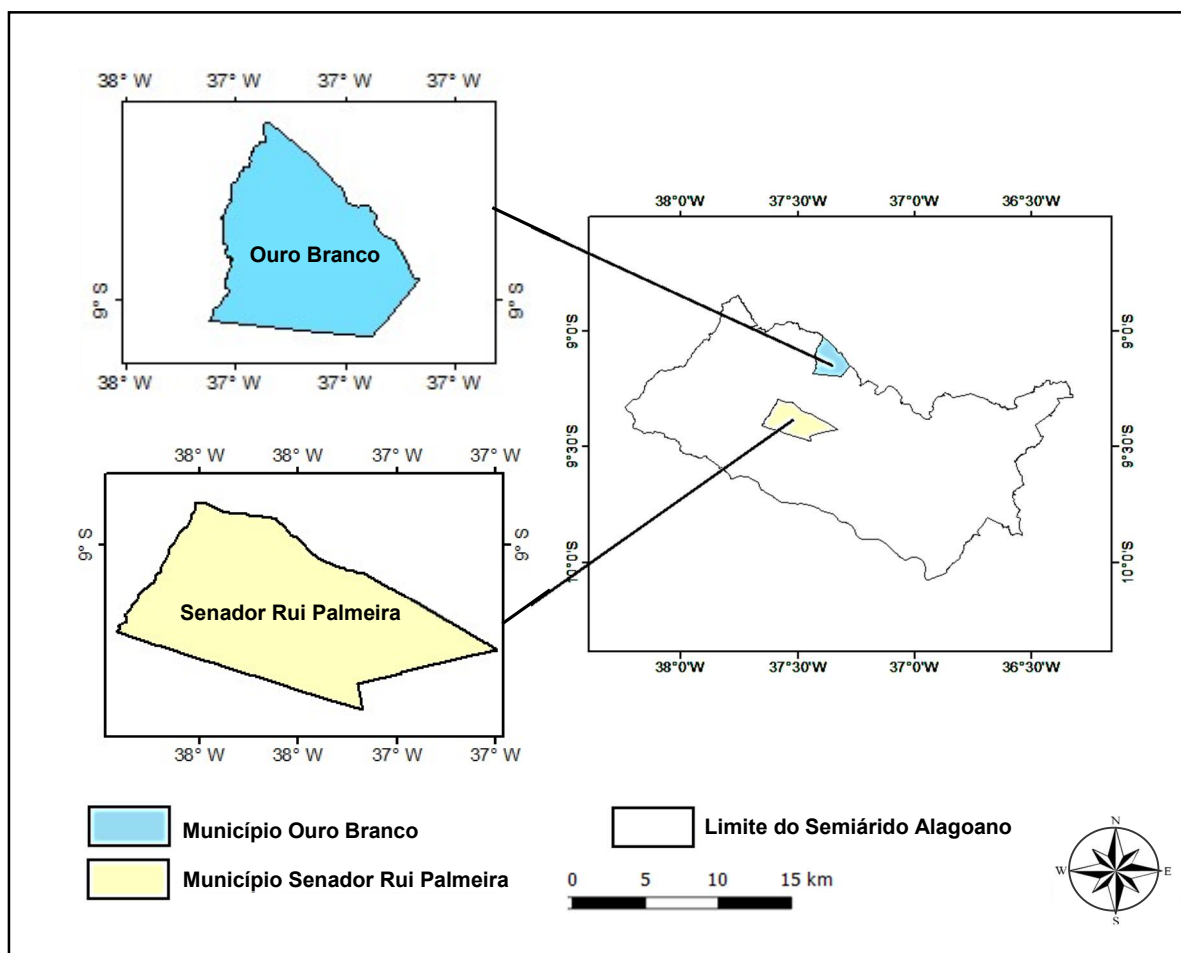 38° W 37° W 37° W 37° W
9° S 9° S
Ouro Branco
38° W 37° W 37° W 37° W
38° W 38° W 37° W 37° W
9° S 9° S
Senador Rui Palmeira
38° W 38° W 37° W 37° W
38°0'W 37°30'W 37°0'W 36°30'W
9°0'S 9°0'S
9°30'S 9°30'S
10°0'S 10°0'S
38°0'W 37°30'W 37°0'W 36°30'W
Município Ouro Branco
Município Senador Rui Palmeira
Limite do Semiárido Alagoano
0 5 10 15 km
N
W E
S